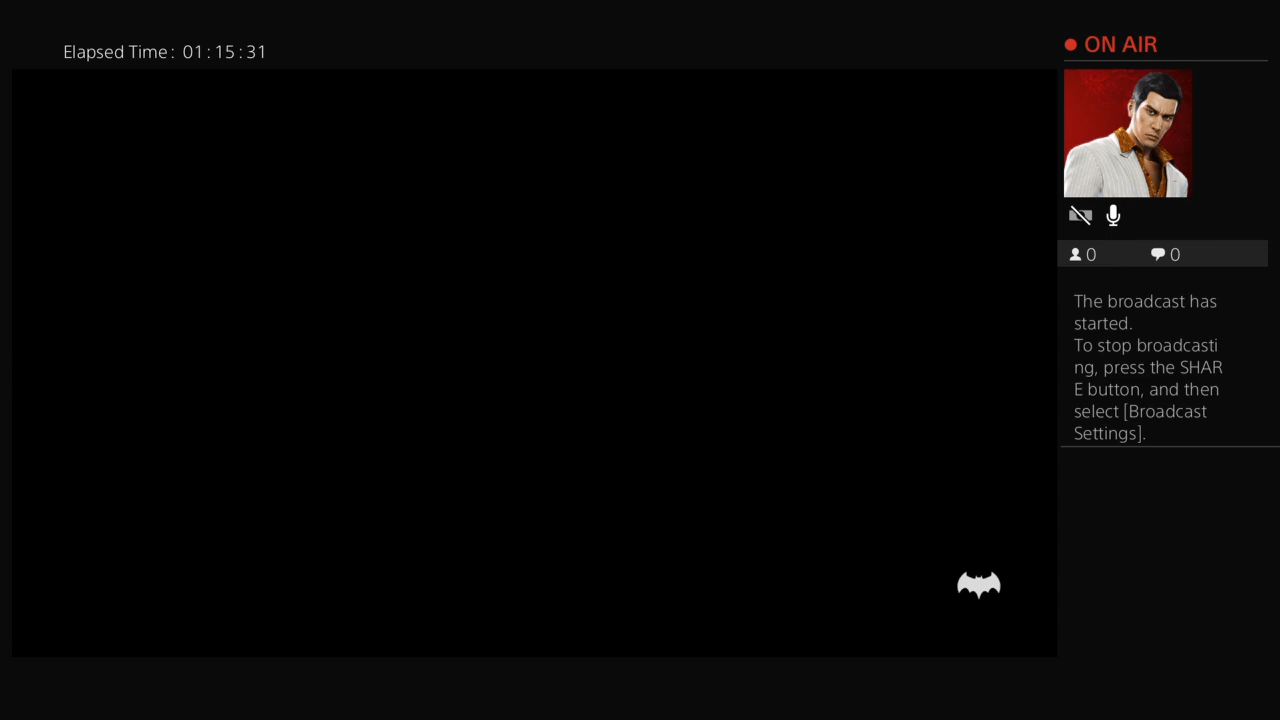 Elapsed Time: 01:15:31
ON AIR
0 0
The broadcast has
started.
To stop broadcasti
ng, press the SHAR
E button, and then
select [Broadcast
Settings].